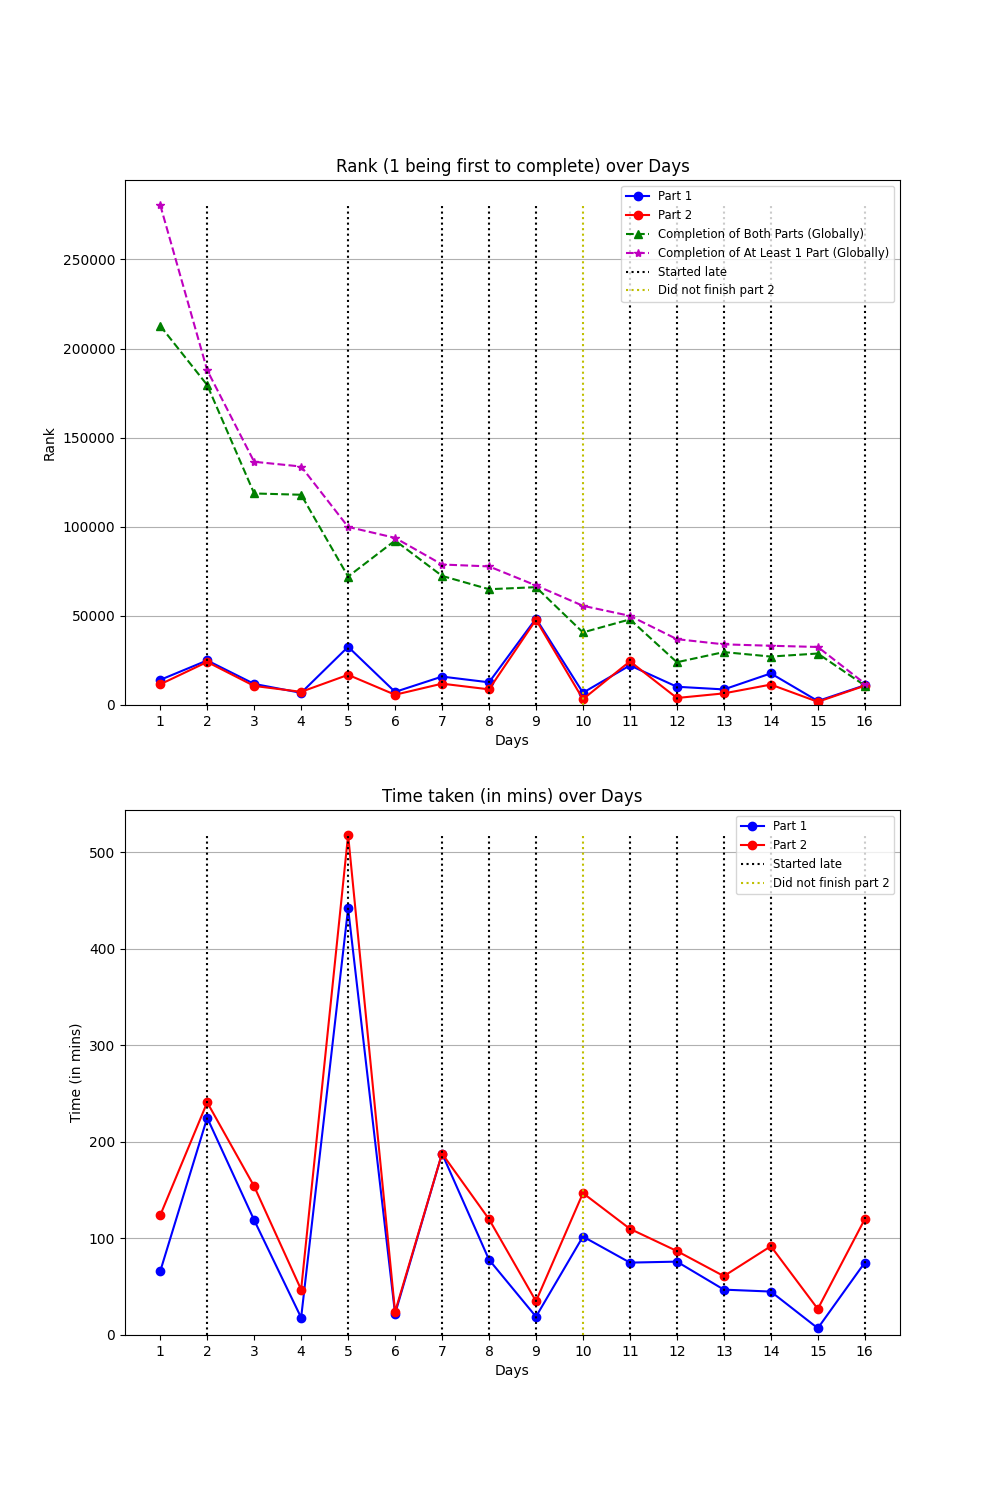 Rank (1 being first to complete) over Days
Part 1
Part 2
Completion of Both Parts (Globally)
Completion of At Least 1 Part (Globally)
Started late
Did not finish part 2
250000
200000
150000
100000
50000
0
Rank
1 2 3 4 5 6 7 8 9 10 11 12 13 14 15 16
Days
Time taken (in mins) over Days
Part 1
Part 2
Started late
Did not finish part 2
500
400
300
200
100
0
Time (in mins)
1 2 3 4 5 6 7 8 9 10 11 12 13 14 15 16
Days